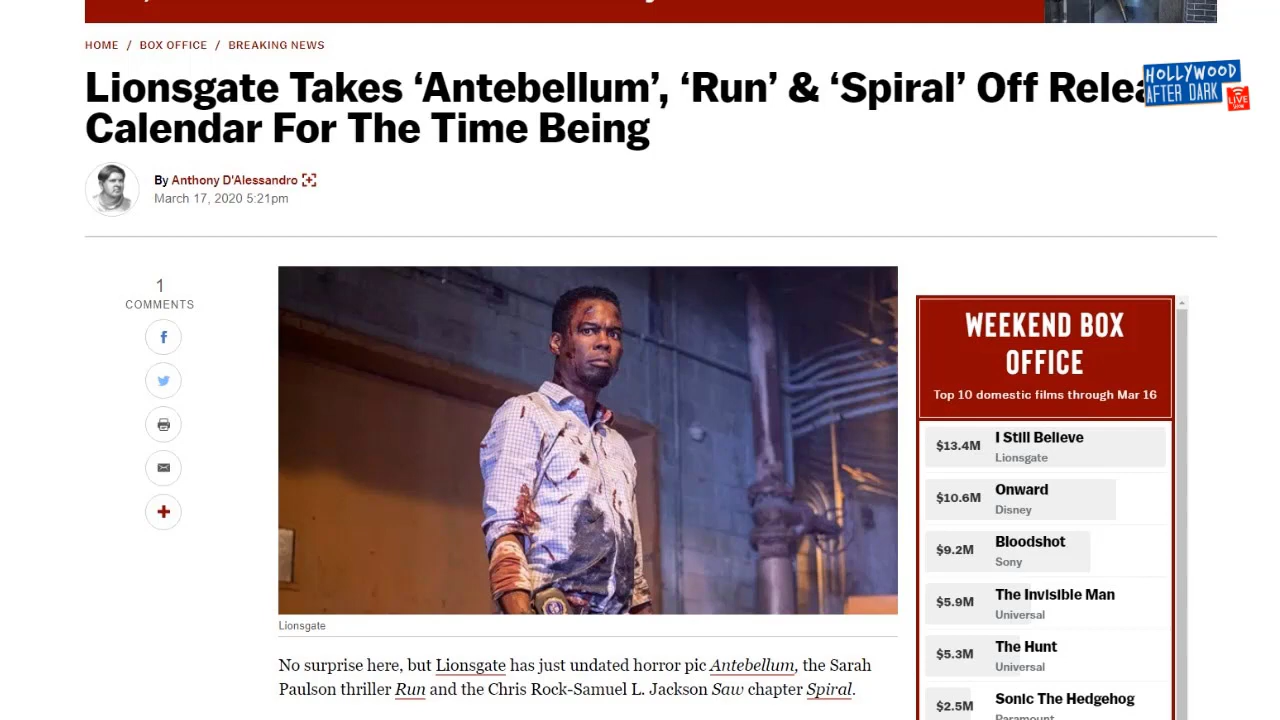 HOME / BOX OFFICE / BREAKING NEWS
Lionsgate Takes ‘Antebellum’, ‘Run’ & ‘Spiral’ Off Relea
Calendar For The Time Being
HOLLYWOOD
AFTER DARK
LIVE
SHOW
By Anthony D'Alessandro
March 17, 2020 5:21pm
1
COMMENTS
Lionsgate
No surprise here, but Lionsgate has just undated horror pic Antebellum, the Sarah
Paulson thriller Run and the Chris Rock-Samuel L. Jackson Saw chapter Spiral.
WEEKEND BOX
OFFICE
Top 10 domestic films through Mar 16
$13.4M I Still Believe
Lionsgate
$10.6M Onward
Disney
$9.2M Bloodshot
Sony
$5.9M The Invisible Man
Universal
$5.3M The Hunt
Universal
$2.5M Sonic The Hedgehog
Paramount